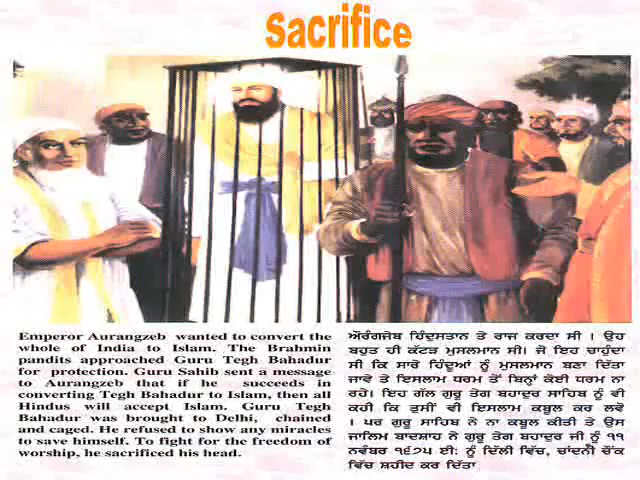 Sacrifice
Emperor Aurangzeb wanted to convert the
whole of India to Islam. The Brahmin
pandits approached Guru Tegh Bahadur
for protection. Guru Sahib sent a message
to Aurangzeb that if he succeeds in
converting Tegh Bahadur to Islam, then all
Hindus will accept Islam. Guru Tegh
Bahadur was brought to Delhi, chained
and caged. He refused to show any miracles
to save himself. To fight for the freedom of
worship, he sacrificed his head.
ਔਰੰਗਜੇਬ ਹਿੰਦੁਸਤਾਨ ਤੇ ਰਾਜ ਕਰਦਾ ਸੀ । ਉਹ
ਬਹੁਤ ਹੀ ਕੱਟੜ ਮੁਸਲਮਾਨ ਸੀ। ਜੋ ਇਹ ਚਾਹੁੰਦਾ
ਸੀ ਕਿ ਸਾਰੇ ਹਿੰਦੂਆਂ ਨੂੰ ਮੁਸਲਮਾਨ ਬਣਾ ਦਿੱਤਾ
ਜਾਵੇ ਤੇ ਇਸਲਾਮ ਧਰਮ ਤੋਂ ਬਿਨ੍ਹਾਂ ਕੋਈ ਧਰਮ ਨਾ
ਰਹੇ। ਇਹ ਗੱਲ ਗੁਰੂ ਤੇਗ ਬਹਾਦੁਰ ਸਾਹਿਬ ਨੂੰ ਵੀ
ਕਹੀ ਕਿ ਤੁਸੀਂ ਵੀ ਇਸਲਾਮ ਕਬੂਲ ਕਰ ਲਵੋ
। ਪਰ ਗੁਰੂ ਸਾਹਿਬ ਨੇ ਨਾ ਕਬੂਲ ਕੀਤੀ ਤੇ ਉਸ
ਜਾਲਿਮ ਬਾਦਸ਼ਾਹ ਨੇ ਗੁਰੂ ਤੇਗ ਬਹਾਦੁਰ ਜੀ ਨੂੰ ੧੧
ਨਵੰਬਰ ੧੬੭੫ ਈ: ਨੂੰ ਦਿੱਲੀ ਵਿੱਚ, ਚਾਂਦਨੀ ਚੌਂਕ
ਵਿੱਚ ਸ਼ਹੀਦ ਕਰ ਦਿੱਤਾ